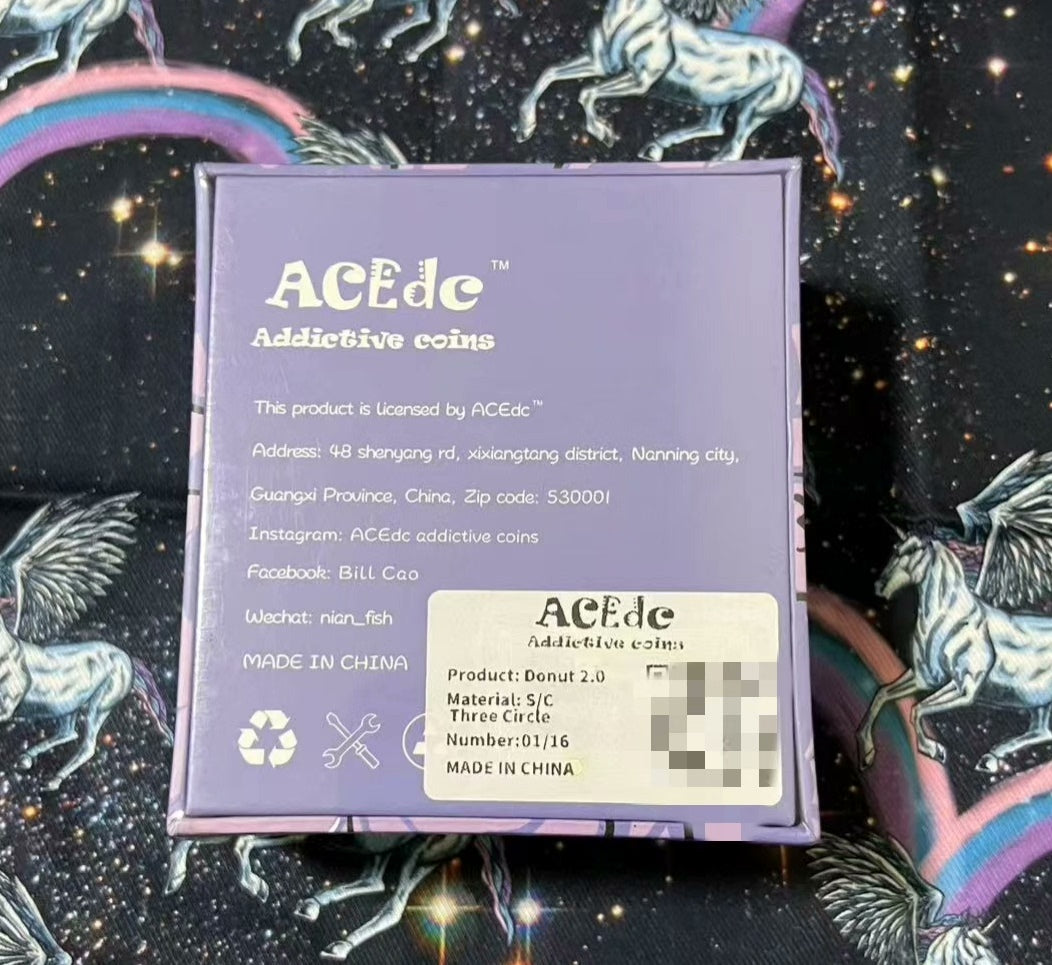 ACEdc™
Addictive coins
This product is licensed by ACEdc™
Address: 48 shenyang rd, xixiangtang district, Nanning city,
Guangxi Province, China, Zip code: 530001
Instagram: ACEdc addictive coins
Facebook: Bill Cao
Wechat: nian_fish
MADE IN CHINA
ACEdc
Addictive coins
Product: Donut 2.0
Material: S/C
Three Circle
Number:01/16
MADE IN CHINA